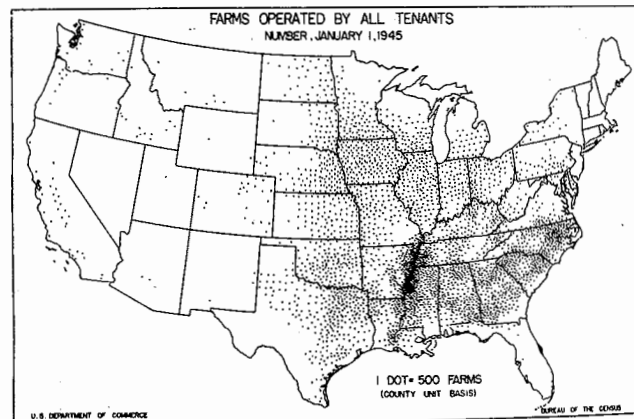 FARMS OPERATED BY ALL TENANTS
NUMBER, JANUARY 1, 1945
1 DOT= 500 FARMS
(COUNTY UNIT BASIS)
U.S. DEPARTMENT OF COMMERCE
BUREAU OF THE CENSUS